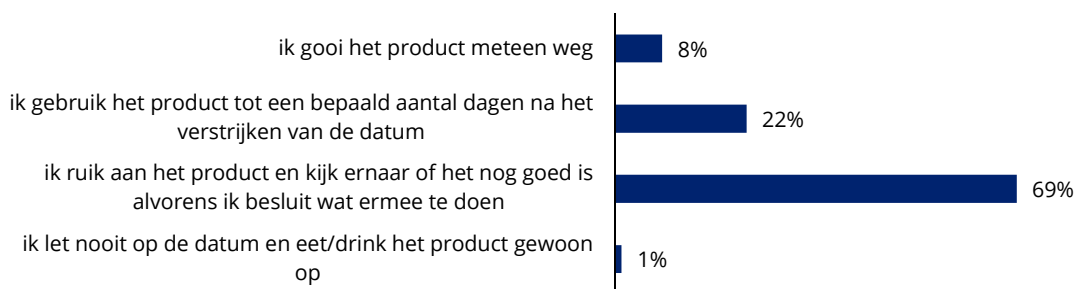 ik gooi het product meteen weg
8%
ik gebruik het product tot een bepaald aantal dagen na het
verstrijken van de datum
22%
ik ruik aan het product en kijk ernaar of het nog goed is
alvorens ik besluit wat ermee te doen
69%
ik let nooit op de datum en eet/drink het product gewoon
op
1%